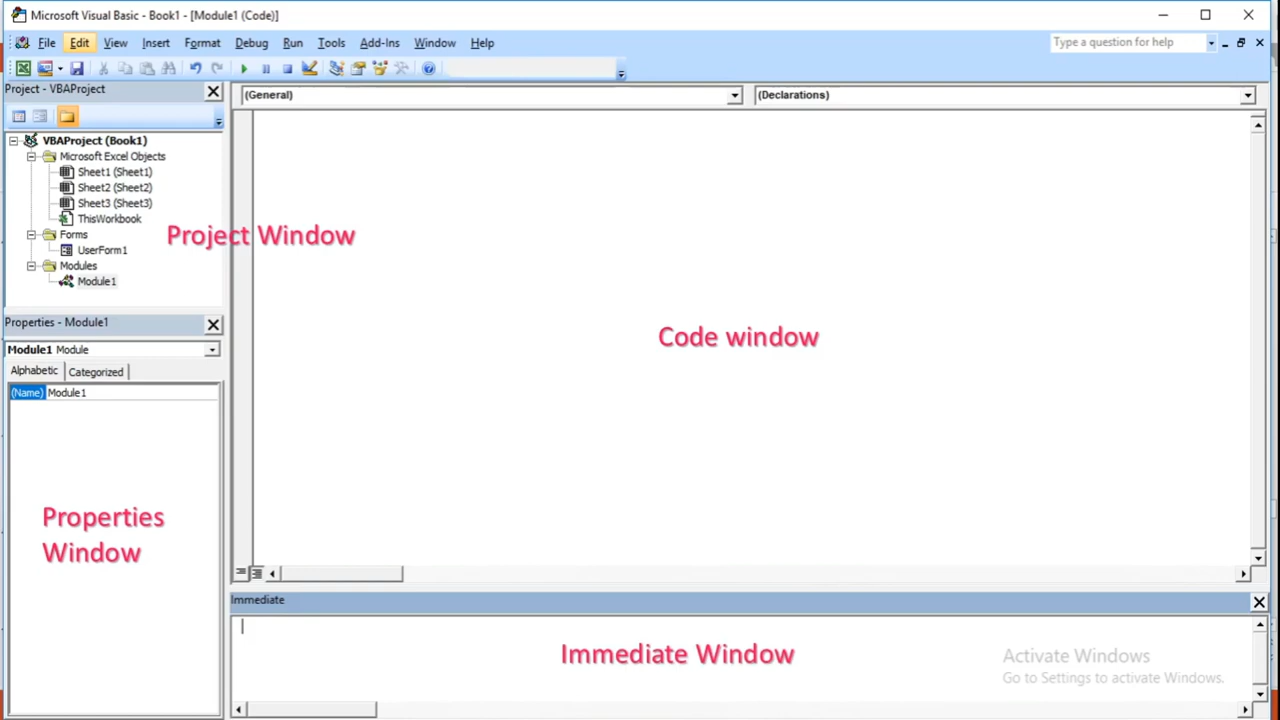 Microsoft Visual Basic - Book1 - [Module1 (Code)]
File Edit View Insert Format Debug Run Tools Add-Ins Window Help
Type a question for help
Project - VBAProject
(General)
(Declarations)
VBAProject (Book1)
Microsoft Excel Objects
Sheet1 (Sheet1)
Sheet2 (Sheet2)
Sheet3 (Sheet3)
ThisWorkbook
Forms
UserForm1
Modules
Module1
Project Window
Properties - Module1
Module1 Module
Alphabetic Categorized
(Name) Module1
Properties
Window
Code window
Immediate
Immediate Window
Activate Windows
Go to Settings to activate Windows.